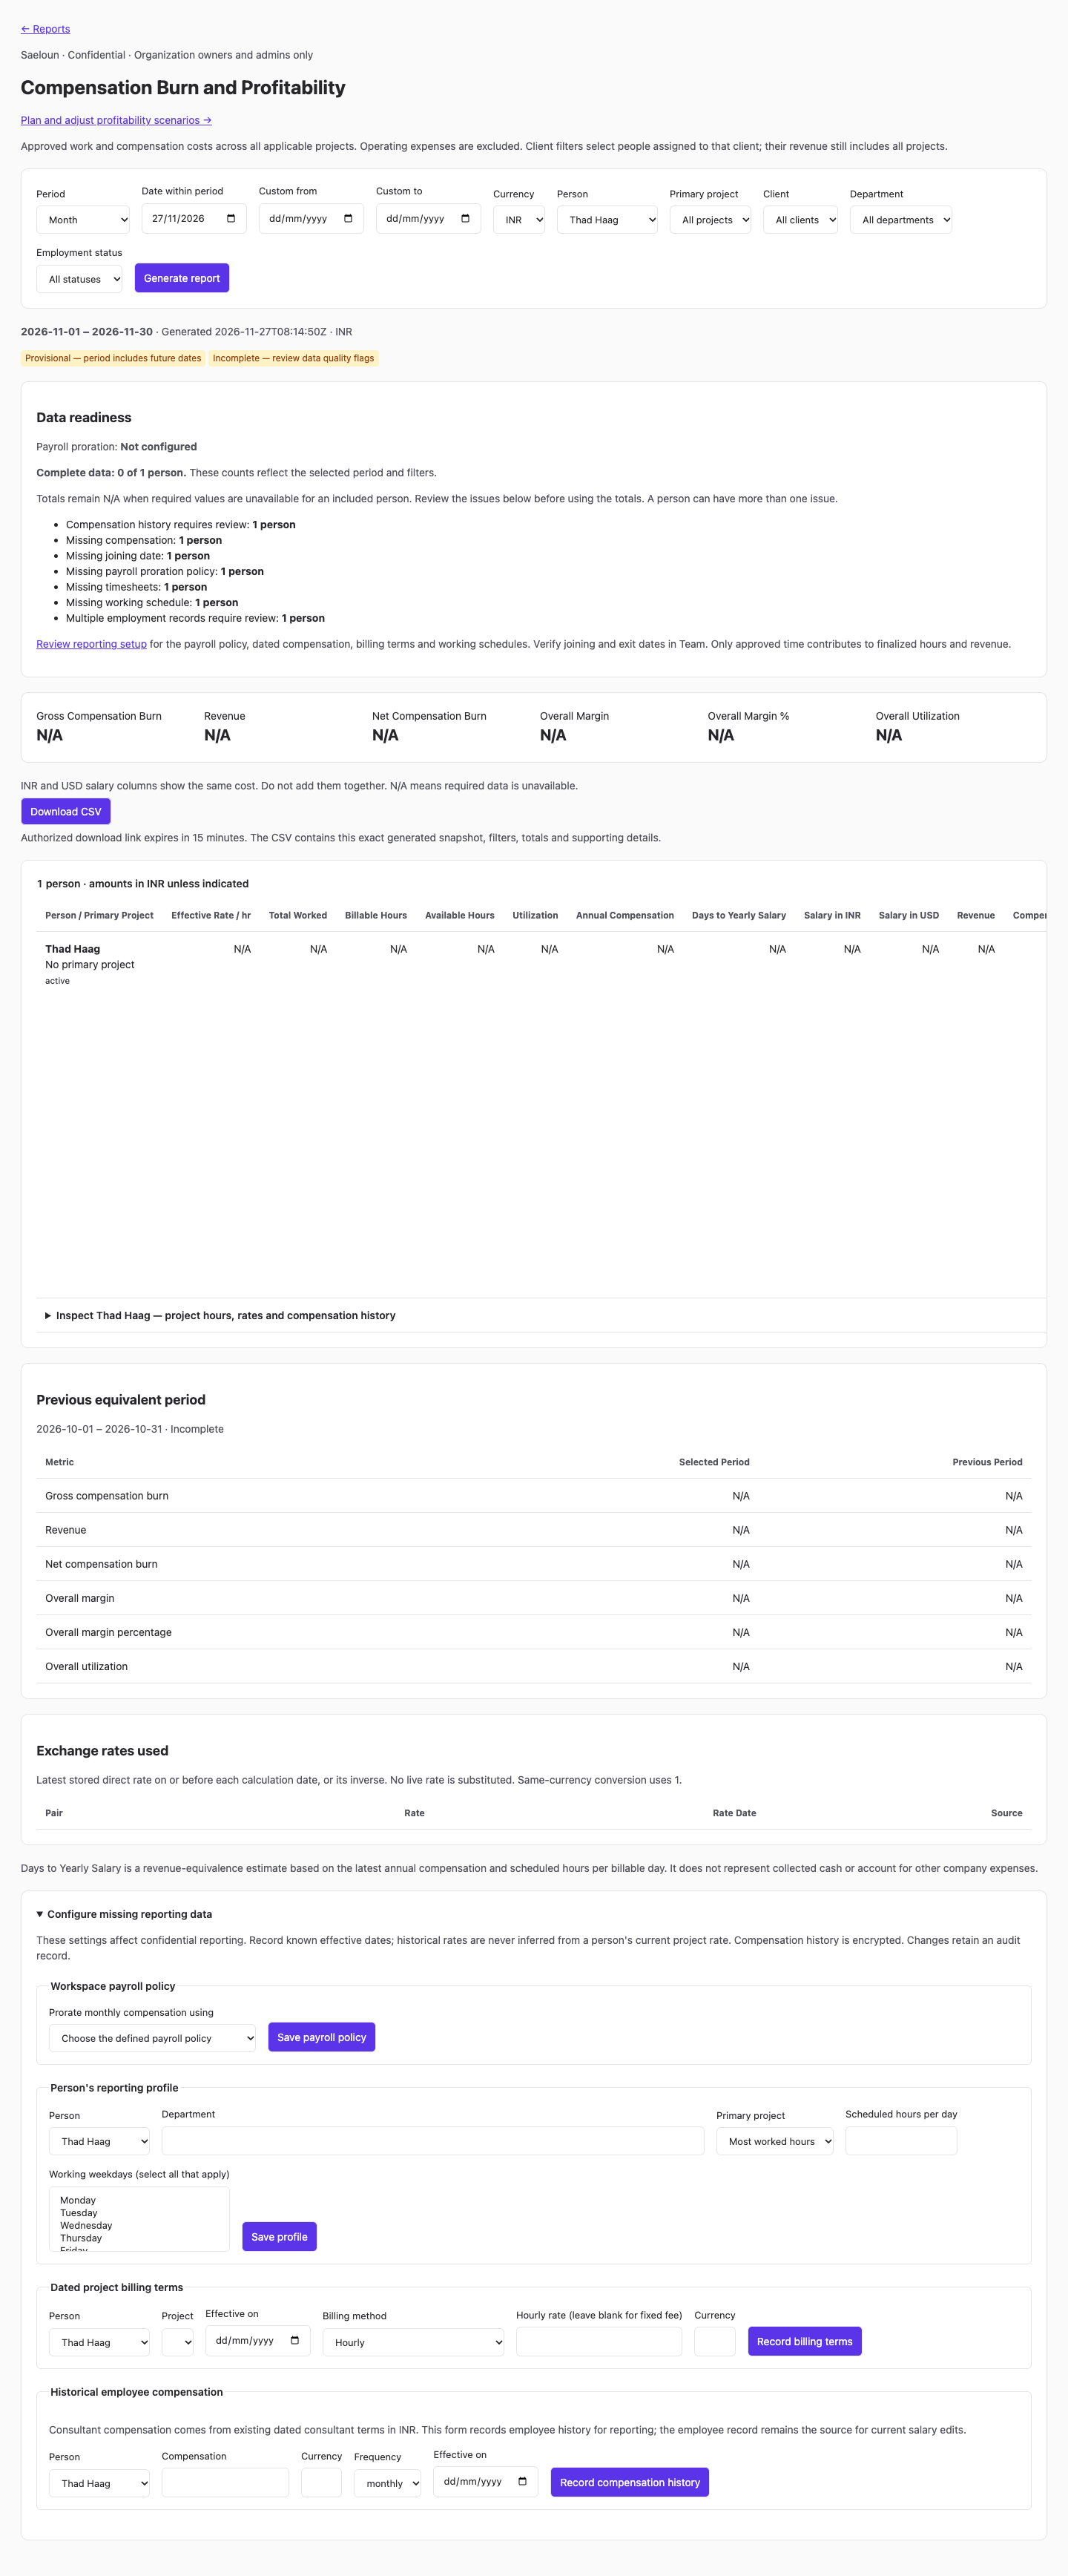 ← Reports
Saeloun · Confidential · Organization owners and admins only
Compensation Burn and Profitability
Plan and adjust profitability scenarios →
Approved work and compensation costs across all applicable projects. Operating expenses are excluded. Client filters select people assigned to that client; their revenue still includes all projects.
Period Date within period Custom from Custom to Currency Person Primary project Client Department
Month 27/11/2026 dd/mm/yyyy dd/mm/yyyy INR Thad Haag All projects All clients All departments
Employment status
All statuses Generate report
2026-11-01 – 2026-11-30 · Generated 2026-11-27T08:14:50Z · INR
Provisional — period includes future dates Incomplete — review data quality flags
Data readiness
Payroll proration: Not configured
Complete data: 0 of 1 person. These counts reflect the selected period and filters.
Totals remain N/A when required values are unavailable for an included person. Review the issues below before using the totals. A person can have more than one issue.
• Compensation history requires review: 1 person
• Missing compensation: 1 person
• Missing joining date: 1 person
• Missing payroll proration policy: 1 person
• Missing timesheets: 1 person
• Missing working schedule: 1 person
• Multiple employment records require review: 1 person
Review reporting setup for the payroll policy, dated compensation, billing terms and working schedules. Verify joining and exit dates in Team. Only approved time contributes to finalized hours and revenue.
Gross Compensation Burn Revenue Net Compensation Burn Overall Margin Overall Margin % Overall Utilization
N/A N/A N/A N/A N/A N/A
INR and USD salary columns show the same cost. Do not add them together. N/A means required data is unavailable.
Download CSV
Authorized download link expires in 15 minutes. The CSV contains this exact generated snapshot, filters, totals and supporting details.
1 person · amounts in INR unless indicated
Person / Primary Project Effective Rate / hr Total Worked Billable Hours Available Hours Utilization Annual Compensation Days to Yearly Salary Salary in INR Salary in USD Revenue Compe
Thad Haag N/A N/A N/A N/A N/A N/A N/A N/A N/A N/A
No primary project
active
▶ Inspect Thad Haag — project hours, rates and compensation history
Previous equivalent period
2026-10-01 – 2026-10-31 · Incomplete
Metric Selected Period Previous Period
Gross compensation burn N/A N/A
Revenue N/A N/A
Net compensation burn N/A N/A
Overall margin N/A N/A
Overall margin percentage N/A N/A
Overall utilization N/A N/A
Exchange rates used
Latest stored direct rate on or before each calculation date, or its inverse. No live rate is substituted. Same-currency conversion uses 1.
Pair Rate Rate Date Source
Days to Yearly Salary is a revenue-equivalence estimate based on the latest annual compensation and scheduled hours per billable day. It does not represent collected cash or account for other company expenses.
▼ Configure missing reporting data
These settings affect confidential reporting. Record known effective dates; historical rates are never inferred from a person's current project rate. Compensation history is encrypted. Changes retain an audit
record.
Workspace payroll policy
Prorate monthly compensation using
Choose the defined payroll policy Save payroll policy
Person's reporting profile
Person Department Primary project Scheduled hours per day
Thad Haag Most worked hours
Working weekdays (select all that apply)
Monday
Tuesday
Wednesday
Thursday
Friday
Save profile
Dated project billing terms
Person Project Effective on Billing method Hourly rate (leave blank for fixed fee) Currency
Thad Haag dd/mm/yyyy Hourly Record billing terms
Historical employee compensation
Consultant compensation comes from existing dated consultant terms in INR. This form records employee history for reporting; the employee record remains the source for current salary edits.
Person Compensation Currency Frequency Effective on
Thad Haag monthly dd/mm/yyyy Record compensation history